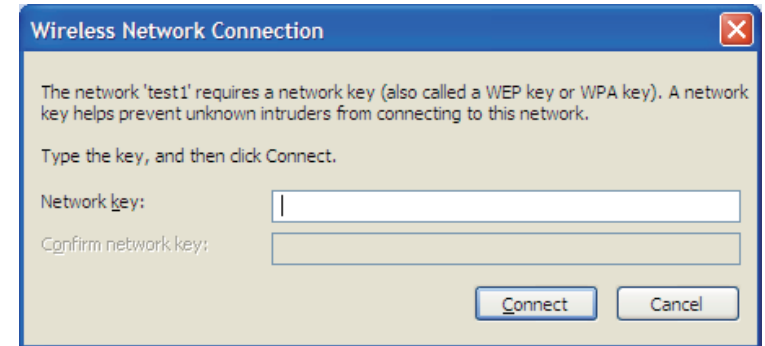 Wireless Network Connection
The network 'test1' requires a network key (also called a WEP key or WPA key). A network
key helps prevent unknown intruders from connecting to this network.
Type the key, and then click Connect.
Network key:
Confirm network key:
Connect Cancel